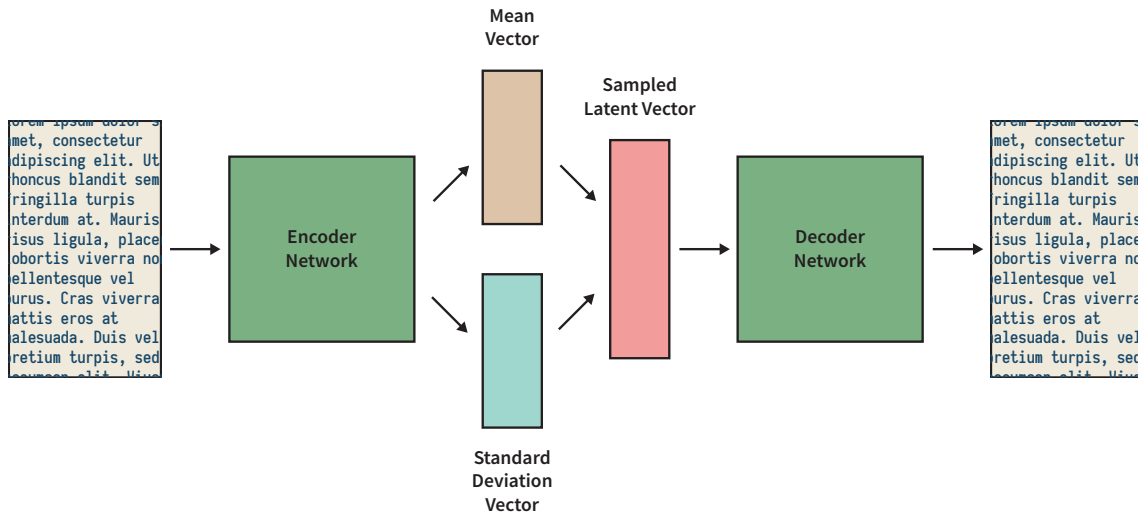 Mean
Vector
Sampled
Latent Vector
met, consectetur
dipiscing elit. Ut
honcus blandit sem
ringilla turpis
nterdum at. Mauris
isus ligula, place
obortis viverra no
ellentesque vel
urus. Cras viverra
attis eros at
alesuada. Duis vel
retium turpis, sed
Encoder
Network
Decoder
Network
met, consectetur
dipiscing elit. Ut
honcus blandit sem
ringilla turpis
nterdum at. Mauris
isus ligula, place
obortis viverra no
ellentesque vel
urus. Cras viverra
attis eros at
alesuada. Duis vel
retium turpis, sed
Standard
Deviation
Vector